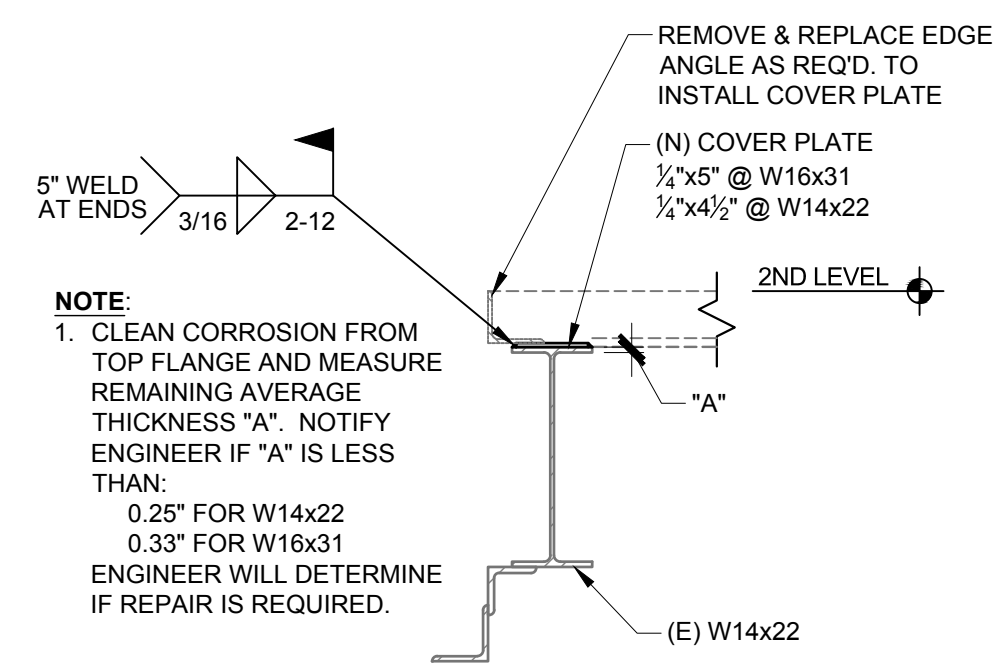 REMOVE & REPLACE EDGE
ANGLE AS REQ'D. TO
INSTALL COVER PLATE
(N) COVER PLATE
¼"x5" @ W16x31
¼"x4½" @ W14x22
5" WELD
AT ENDS
3/16
2-12
2ND LEVEL
NOTE:
1. CLEAN CORROSION FROM
TOP FLANGE AND MEASURE
REMAINING AVERAGE
THICKNESS "A". NOTIFY
ENGINEER IF "A" IS LESS
THAN:
0.25" FOR W14x22
0.33" FOR W16x31
ENGINEER WILL DETERMINE
IF REPAIR IS REQUIRED.
"A"
(E) W14x22